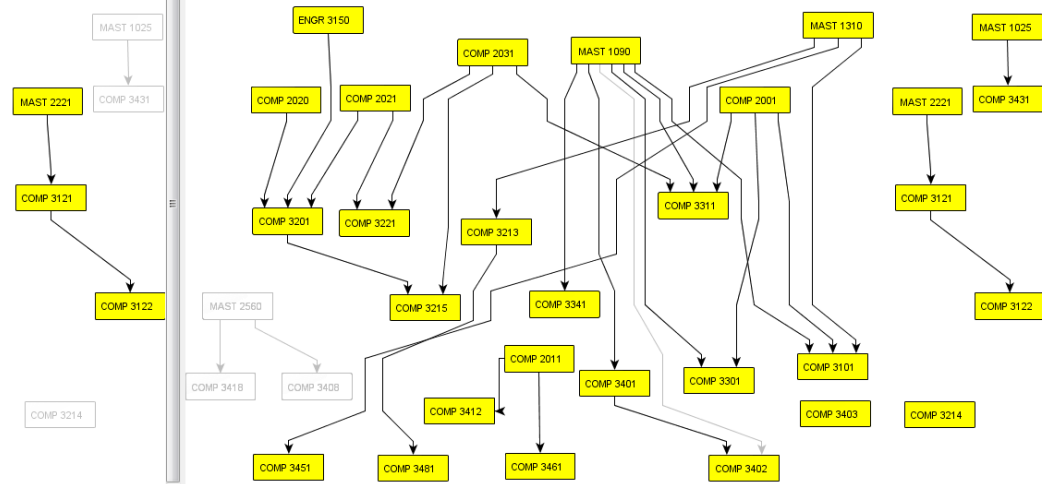 MAST 1025
ENGR 3150
MAST 1310
MAST 1025
COMP 2031
MAST 1090
MAST 2221
COMP 3431
COMP 2020
COMP 2021
COMP 2001
MAST 2221
COMP 3431
COMP 3121
COMP 3201
COMP 3221
COMP 3213
COMP 3311
COMP 3121
COMP 3122
MAST 2560
COMP 3215
COMP 3341
COMP 3122
COMP 2011
COMP 3101
COMP 3418
COMP 3408
COMP 3401
COMP 3301
COMP 3214
COMP 3412
COMP 3403
COMP 3214
COMP 3451
COMP 3481
COMP 3461
COMP 3402